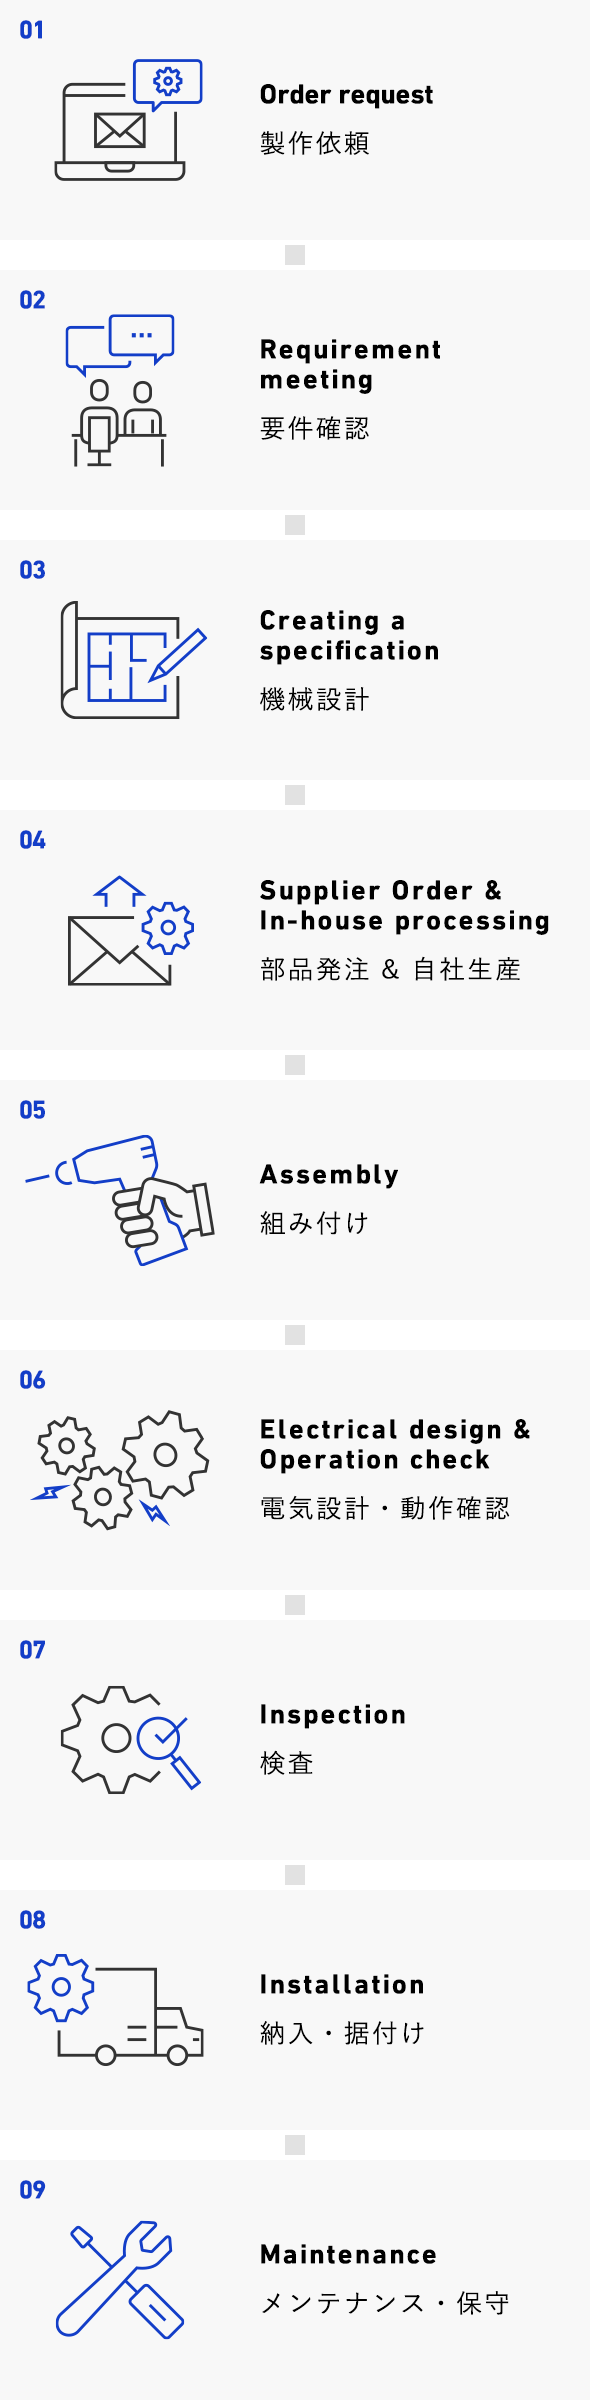 01
Order request
製作依頼
02
Requirement
meeting
要件確認
03
Creating a
specification
機械設計
04
Supplier Order &
In-house processing
部品発注 & 自社生産
05
Assembly
組み付け
06
Electrical design &
Operation check
電気設計・動作確認
07
Inspection
検査
08
Installation
納入・据付け
09
Maintenance
メンテナンス・保守